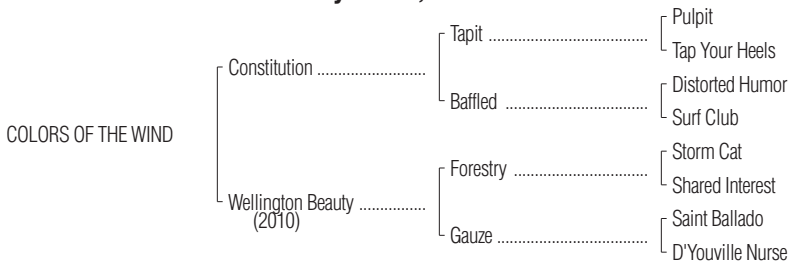 Pulpit
Tapit ................................................
Tap Your Heels
Constitution ................................
Distorted Humor
Baffled ...........................................
Surf Club
COLORS OF THE WIND
Storm Cat
Forestry ........................................
Shared Interest
Wellington Beauty ....................
(2010)
Saint Ballado
Gauze .............................................
D'Youville Nurse